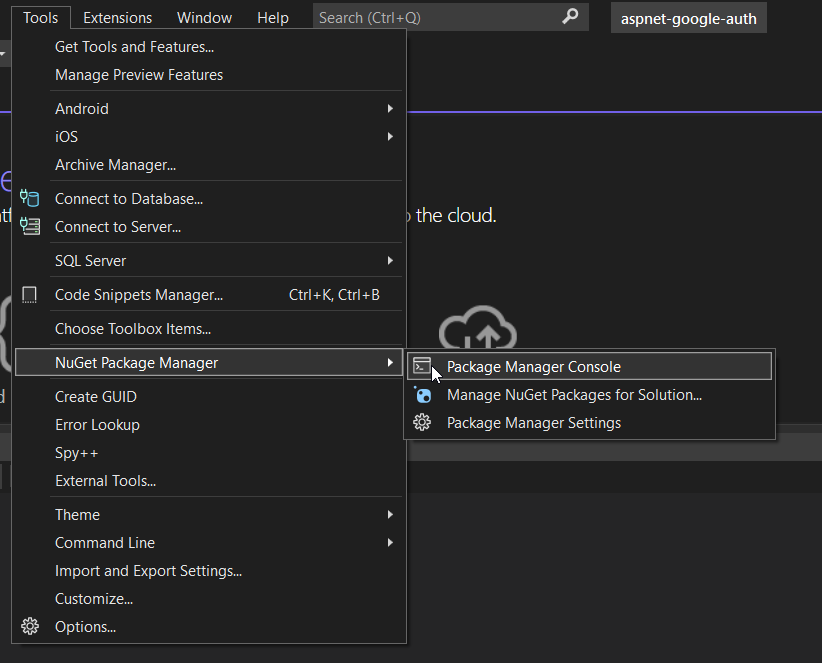 Tools Extensions Window Help Search (Ctrl+Q) aspnet-google-auth
Get Tools and Features...
Manage Preview Features
Android
iOS
Archive Manager...
Connect to Database...
the cloud.
Connect to Server...
SQL Server
Code Snippets Manager... Ctrl+K, Ctrl+B
Choose Toolbox Items...
NuGet Package Manager
Package Manager Console
Manage NuGet Packages for Solution...
Package Manager Settings
Create GUID
Error Lookup
Spy++
External Tools...
Theme
Command Line
Import and Export Settings...
Customize...
Options...